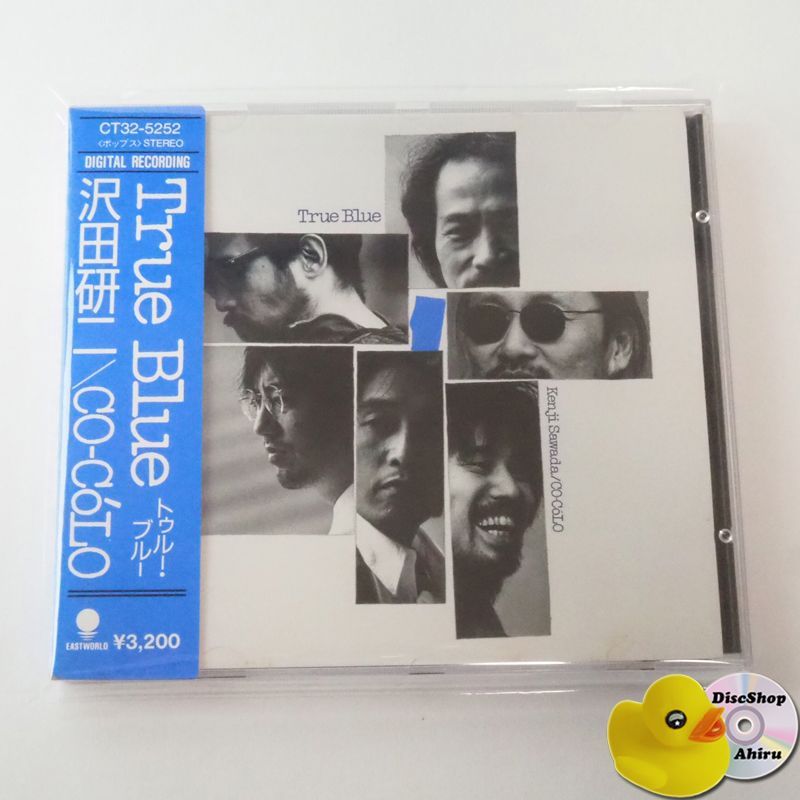 CT32-5252
〈ポップス〉STEREO
DIGITAL RECORDING
True Blue
トゥルー・
ブルー
沢田研二/CO-CóLO
EASTWORLD
¥3,200
True Blue
Kenji Sawada/CO-CóLO
DiscShop
Ahiru